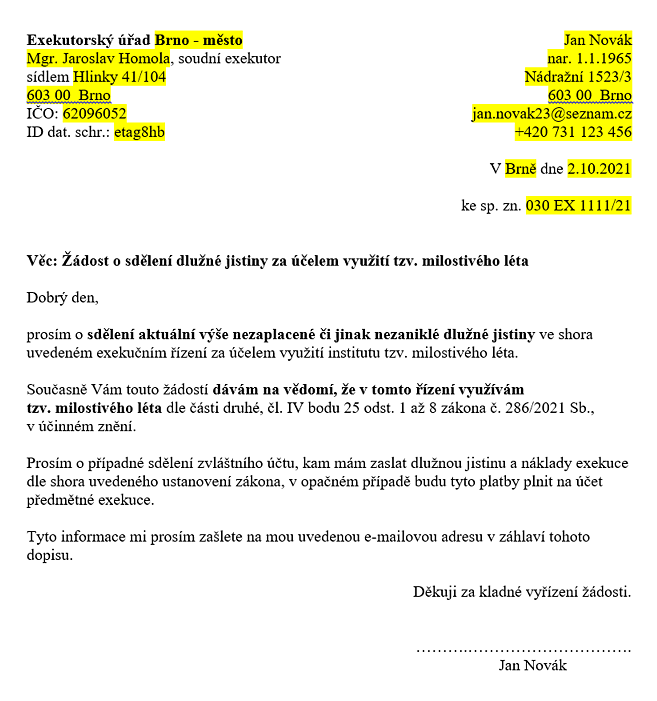 Exekutorský úřad Brno - město
Mgr. Jaroslav Homola, soudní exekutor
sídlem Hlinky 41/104
603 00  Brno
IČO: 62096052
ID dat. schr.: etag8hb
Jan Novák
nar. 1.1.1965
Nádražní 1523/3
603 00  Brno
jan.novak23@seznam.cz
+420 731 123 456
V Brně dne 2.10.2021
ke sp. zn. 030 EX 1111/21
Věc: Žádost o sdělení dlužné jistiny za účelem využití tzv. milostivého léta
Dobrý den,
prosím o sdělení aktuální výše nezaplacené či jinak nezaniklé dlužné jistiny ve shora
uvedeném exekučním řízení za účelem využití institutu tzv. milostivého léta.
Současně Vám touto žádostí dávám na vědomí, že v tomto řízení využívám
tzv. milostivého léta dle části druhé, čl. IV bodu 25 odst. 1 až 8 zákona č. 286/2021 Sb.,
v účinném znění.
Prosím o případné sdělení zvláštního účtu, kam mám zaslat dlužnou jistinu a náklady exekuce
dle shora uvedeného ustanovení zákona, v opačném případě budu tyto platby plnit na účet
předmětné exekuce.
Tyto informace mi prosím zašlete na mou uvedenou e-mailovou adresu v záhlaví tohoto
dopisu.
Děkuji za kladné vyřízení žádosti.
……….……………………….
Jan Novák